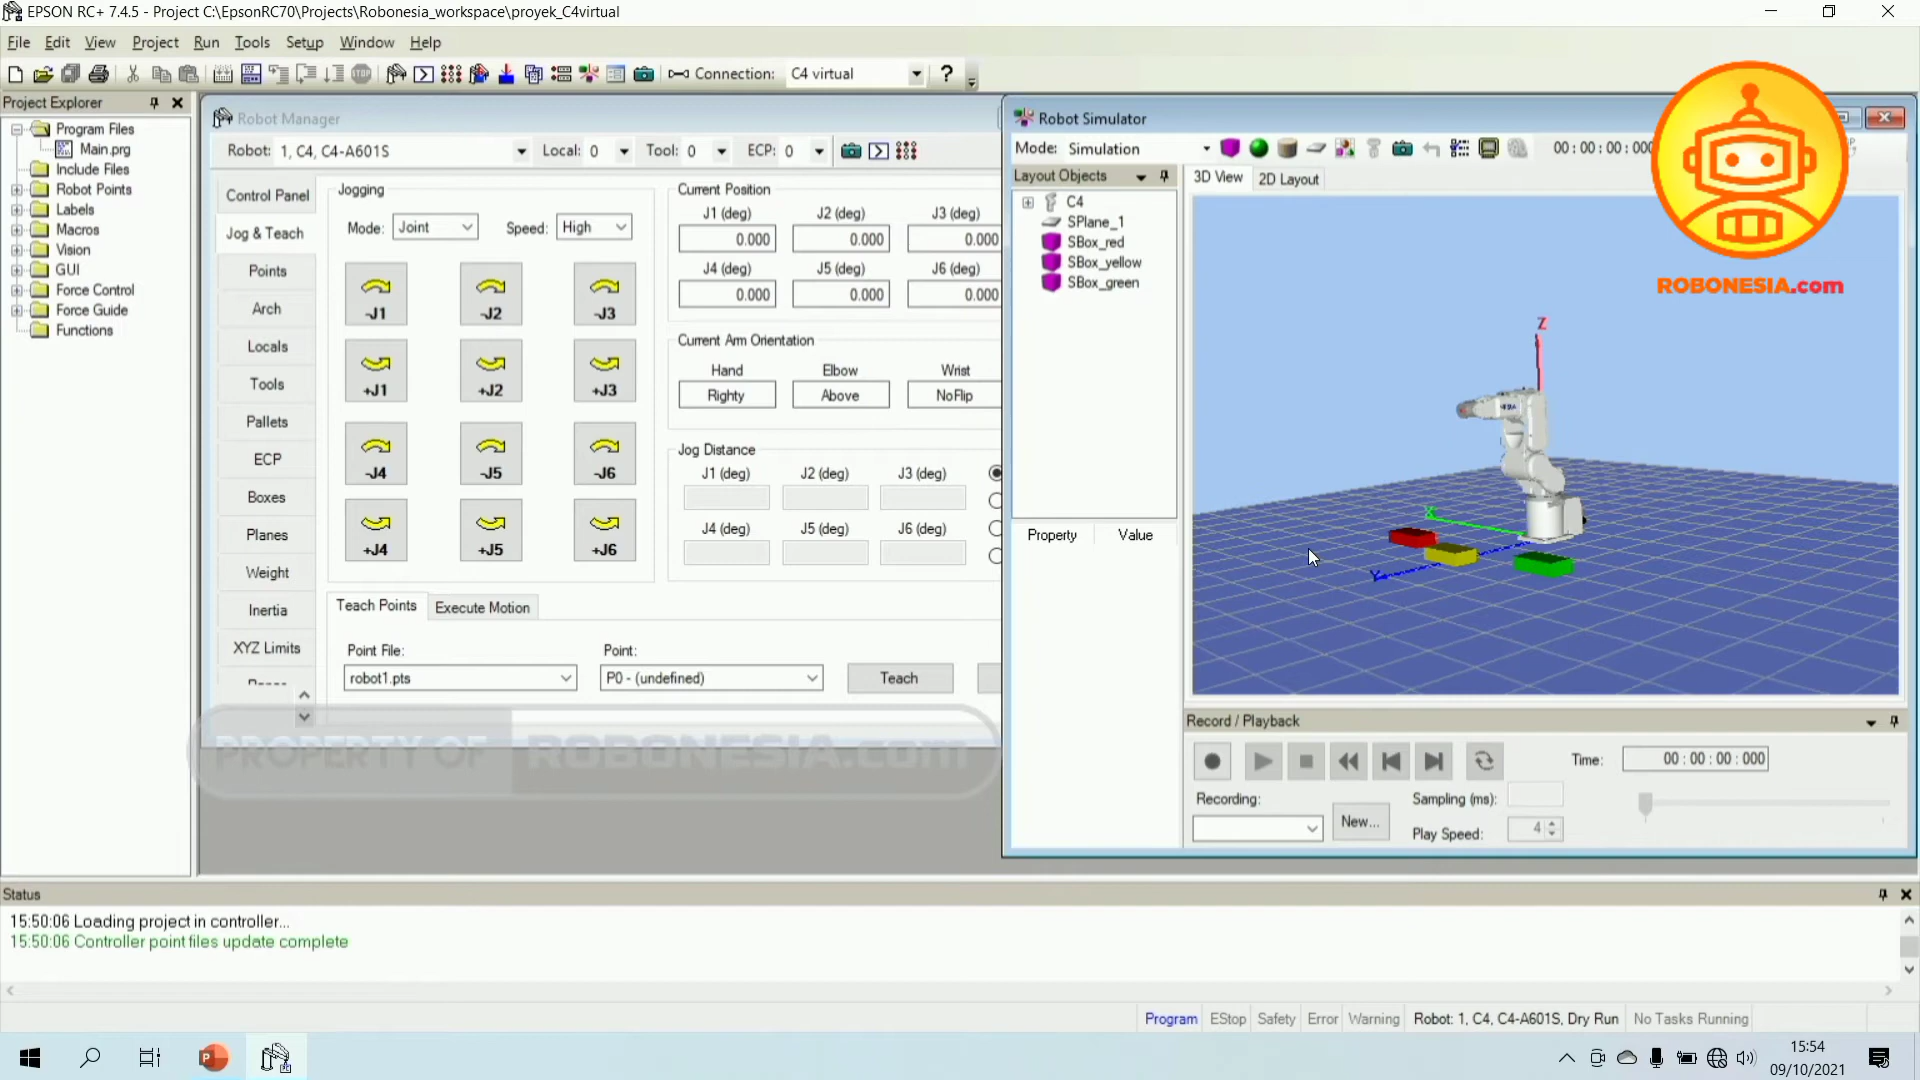 EPSON RC+ 7.4.5 - Project C:\EpsonRC70\Projects\Robonesia_workspace\proyek_C4virtual
File Edit View Project Run Tools Setup Window Help
Connection: C4 virtual
Project Explorer
Program Files
Main.prg
Include Files
Robot Points
Labels
Macros
Vision
GUI
Force Control
Force Guide
Functions
Robot Manager
Robot: 1, C4, C4-A601S Local: 0 Tool: 0 ECP: 0
Control Panel
Jog & Teach
Points
Arch
Locals
Tools
Pallets
ECP
Boxes
Planes
Weight
Inertia
XYZ Limits
Jogging
Mode: Joint Speed: High
-J1 -J2 -J3
+J1 +J2 +J3
-J4 -J5 -J6
+J4 +J5 +J6
Current Position
J1 (deg) J2 (deg) J3 (deg)
0.000 0.000 0.000
J4 (deg) J5 (deg) J6 (deg)
0.000 0.000 0.000
Current Arm Orientation
Hand Elbow Wrist
Righty Above NoFlip
Jog Distance
J1 (deg) J2 (deg) J3 (deg)
J4 (deg) J5 (deg) J6 (deg)
Teach Points Execute Motion
Point File: Point:
robot1.pts P0 - (undefined) Teach
PROPERTY OF ROBONESIA.com
Robot Simulator
Mode: Simulation 00 : 00 : 00 : 000
Layout Objects
C4
SPlane_1
SBox_red
SBox_yellow
SBox_green
Property Value
3D View 2D Layout
Z
X
Y
ROBONESIA.com
Record / Playback
Time: 00 : 00 : 00 : 000
Recording: New... Sampling (ms):
Play Speed: 4
Status
15:50:06 Loading project in controller...
15:50:06 Controller point files update complete
Program EStop Safety Error Warning Robot: 1, C4, C4-A601S, Dry Run No Tasks Running
15:54
09/10/2021